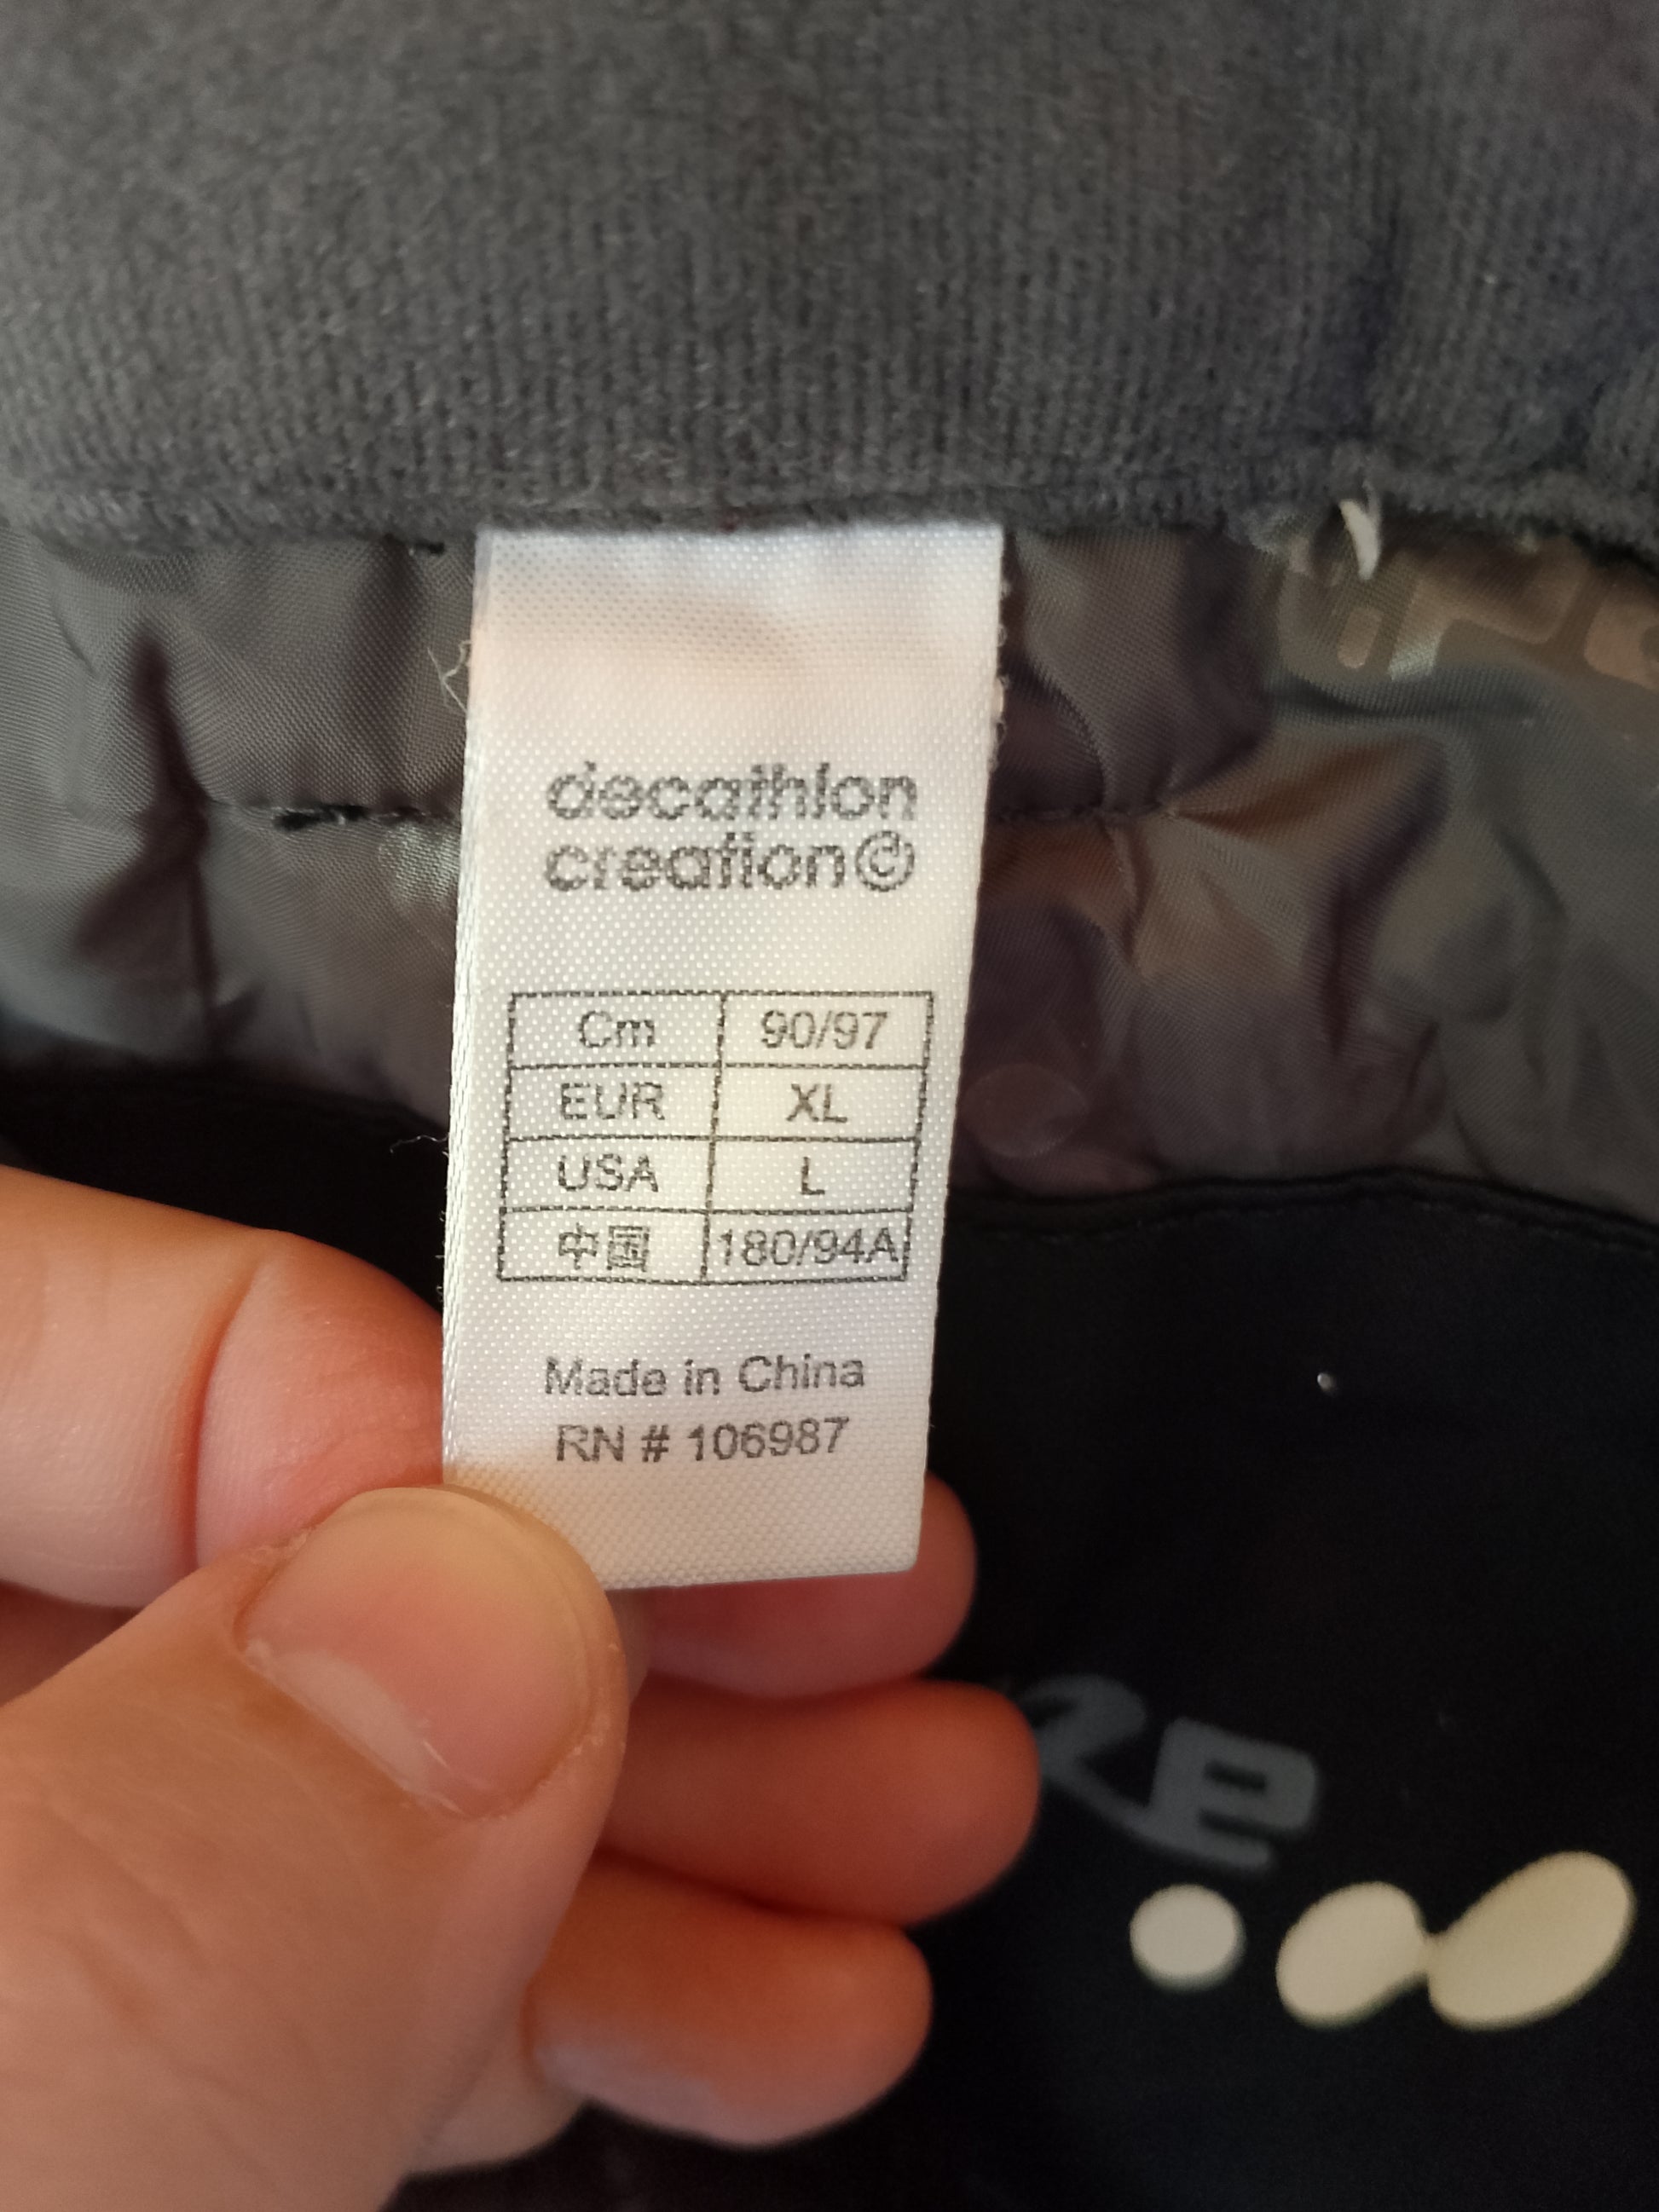 decathlon
creation©
Cm 90/97
EUR XL
USA L
中国 180/94A
Made in China
RN # 106987